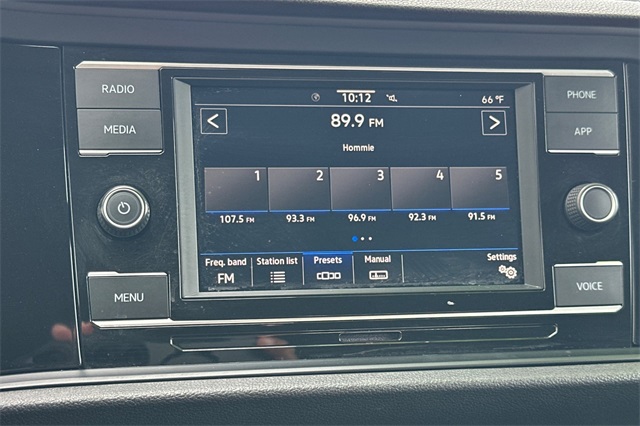 RADIO
MEDIA
MENU
10:12
66 °F
89.9 FM
Hommie
1 2 3 4 5
107.5 FM 93.3 FM 96.9 FM 92.3 FM 91.5 FM
Freq. band Station list Presets Manual Settings
FM
PHONE
APP
VOICE